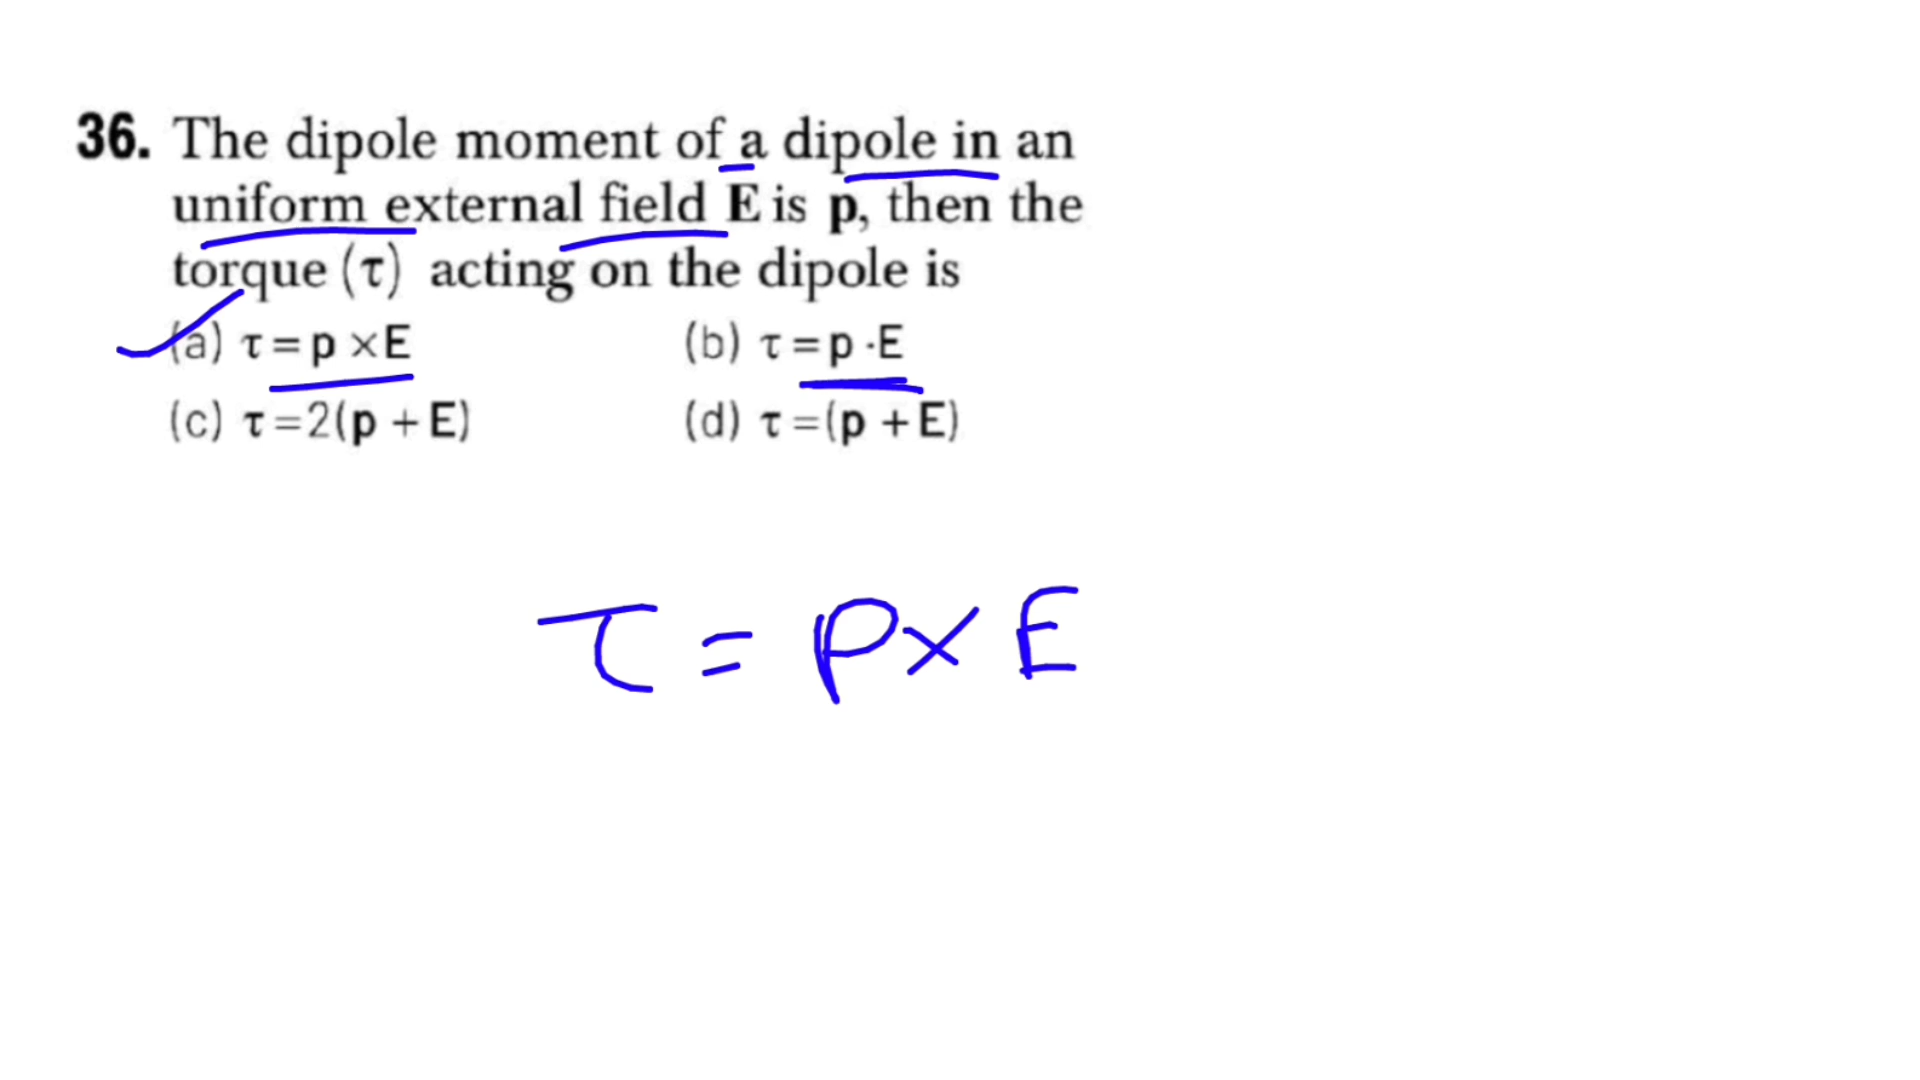 36. The dipole moment of a dipole in an
uniform external field E is p, then the
torque (τ) acting on the dipole is
(a) τ = p × E (b) τ = p · E
(c) τ = 2(p + E) (d) τ = (p + E)
τ = p × E